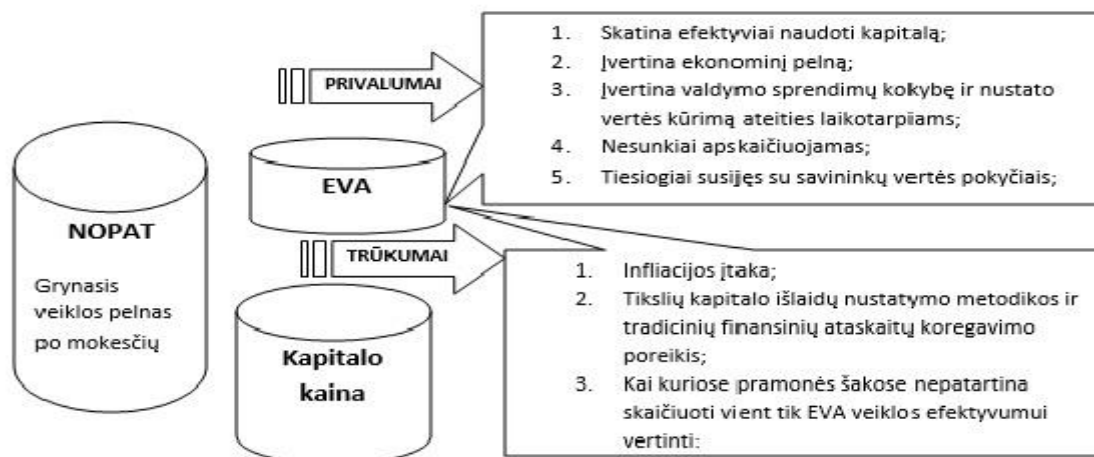 NOPAT
Grynasis
veiklos pelnas
po mokesčių
PRIVALUMAI
EVA
TRŪKUMAI
Kapitalo
kaina
1. Skatina efektyviai naudoti kapitalą;
2. Įvertina ekonominį pelną;
3. Įvertina valdymo sprendimų kokybę ir nustato
vertės kūrimą ateities laikotarpiams;
4. Nesunkiai apskaičiuojamas;
5. Tiesiogiai susijęs su savininkų vertės pokyčiais;
1. Infliacijos įtaka;
2. Tikslių kapitalo išlaidų nustatymo metodikos ir
tradicinių finansinių ataskaitų koregavimo
poreikis;
3. Kai kuriose pramonės šakose nepatartina
skaičiuoti vient tik EVA veiklos efektyvumui
vertinti: